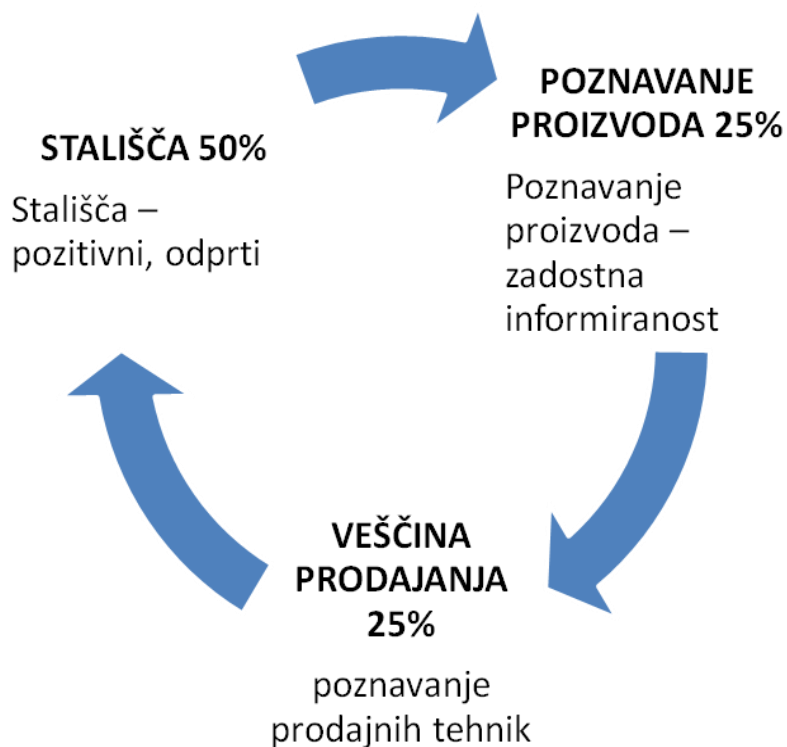 STALIŠČA 50%
Stališča –
pozitivni, odprti
POZNAVANJE
PROIZVODA 25%
Poznavanje
proizvoda –
zadostna
informiranost
VEŠČINA
PRODAJANJA
25%
poznavanje
prodajnih tehnik